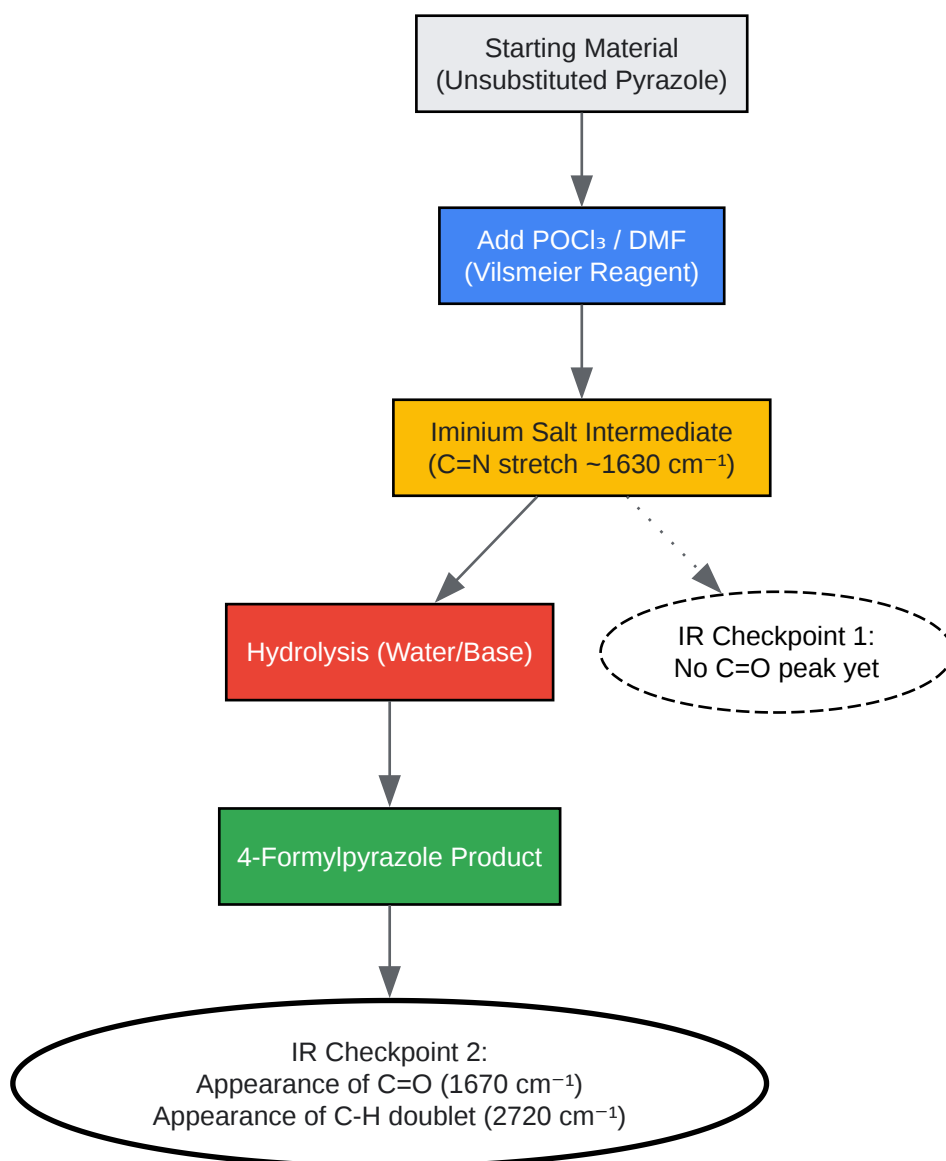 Starting Material
(Unsubstituted Pyrazole)
Add POCl₃ / DMF
(Vilsmeier Reagent)
Iminium Salt Intermediate
(C=N stretch ~1630 cm⁻¹)
Hydrolysis (Water/Base)
IR Checkpoint 1:
No C=O peak yet
4-Formylpyrazole Product
IR Checkpoint 2:
Appearance of C=O (1670 cm⁻¹)
Appearance of C-H doublet (2720 cm⁻¹)